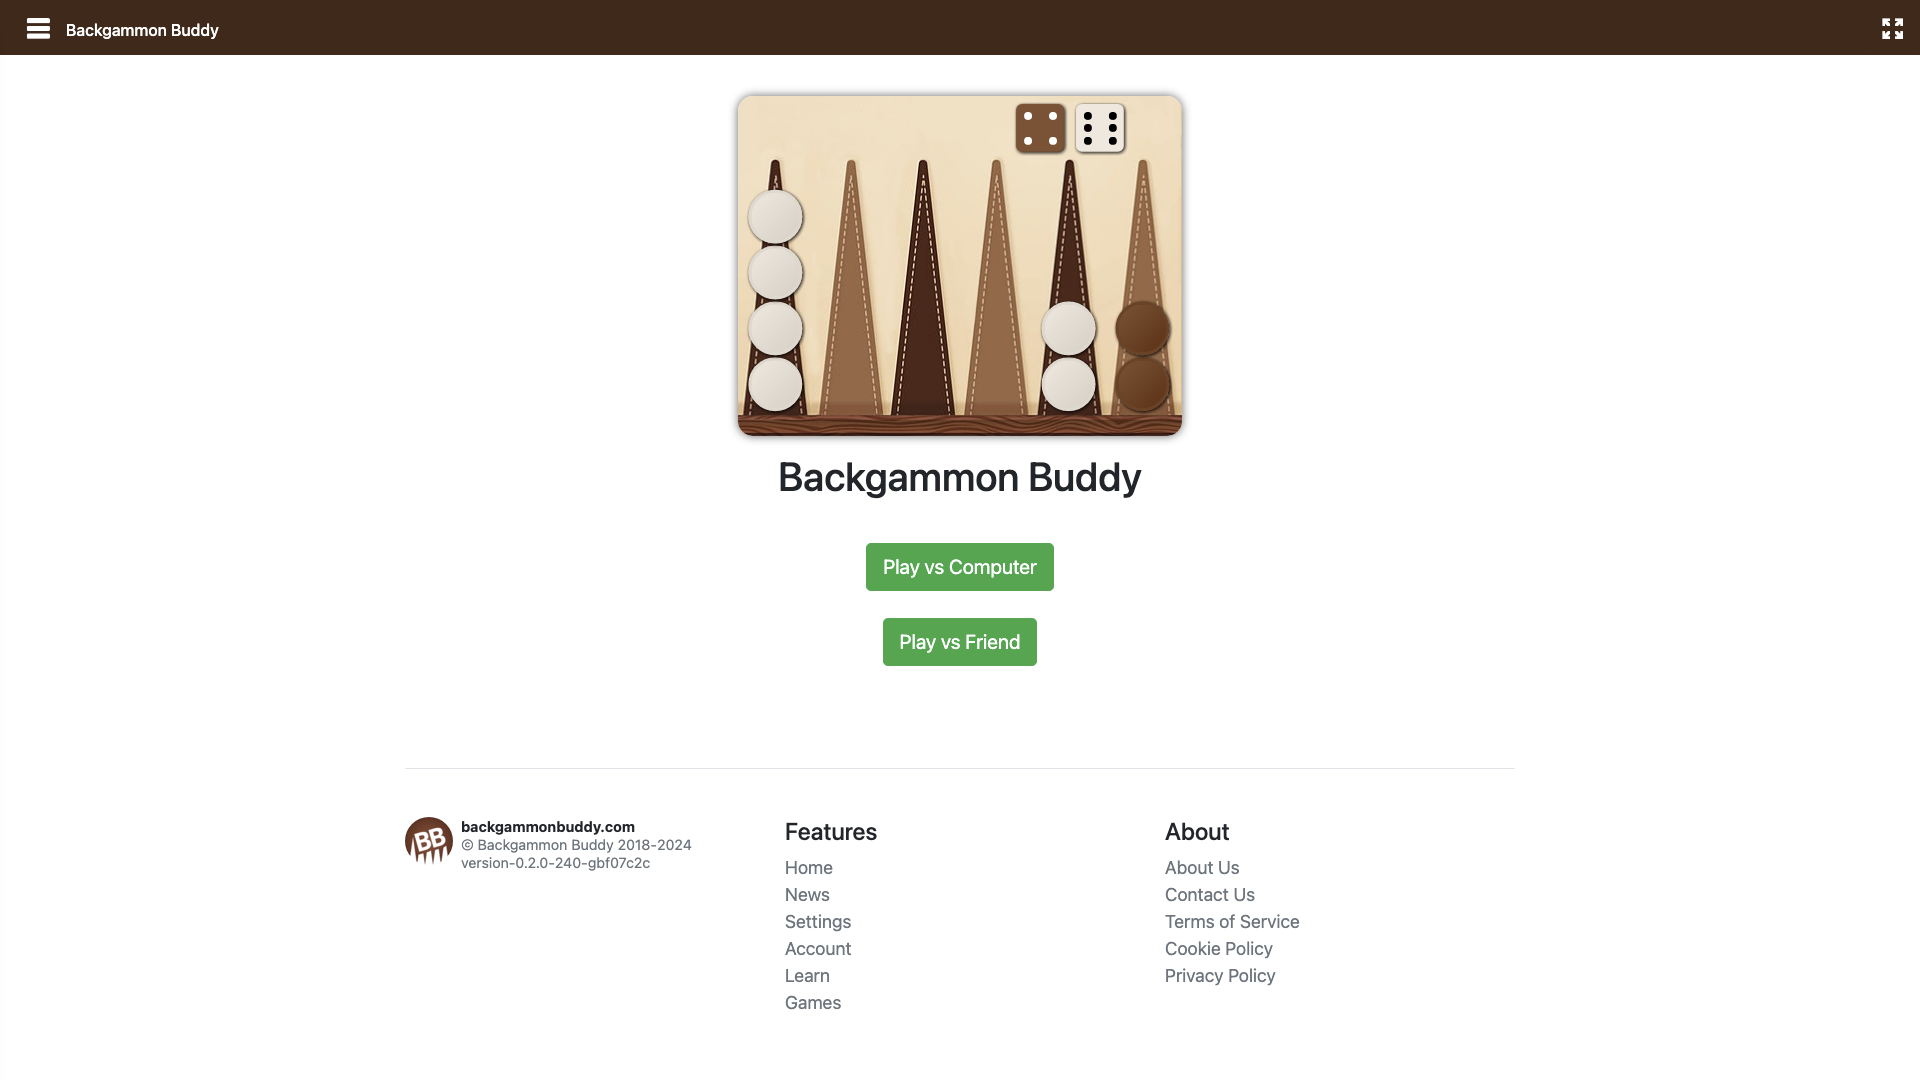 Backgammon Buddy
Backgammon Buddy
Play vs Computer
Play vs Friend
BB
backgammonbuddy.com
© Backgammon Buddy 2018-2024
version-0.2.0-240-gbf07c2c
Features
Home
News
Settings
Account
Learn
Games
About
About Us
Contact Us
Terms of Service
Cookie Policy
Privacy Policy